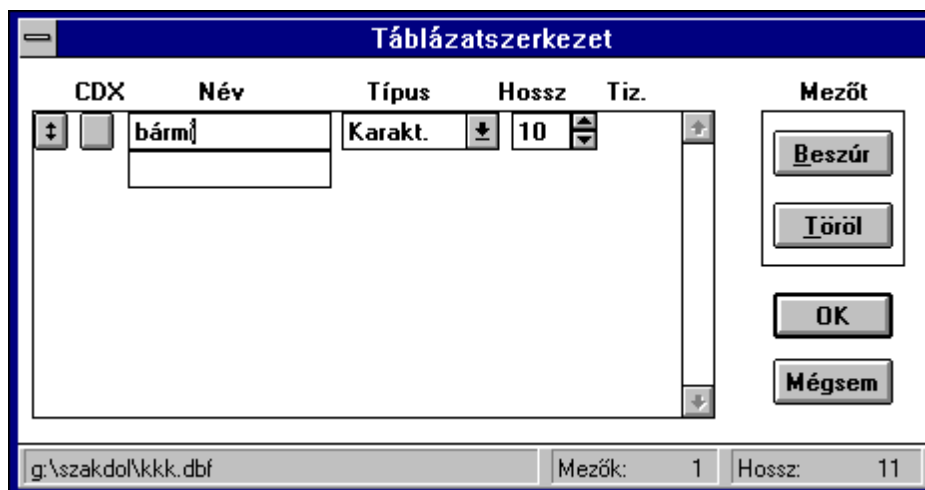 Táblázatszerkezet
CDX Név Típus Hossz Tiz. Mezőt
bármi Karakt. 10
Beszúr
Töröl
OK
Mégsem
g:\szakdol\kkk.dbf Mezők: 1 Hossz: 11